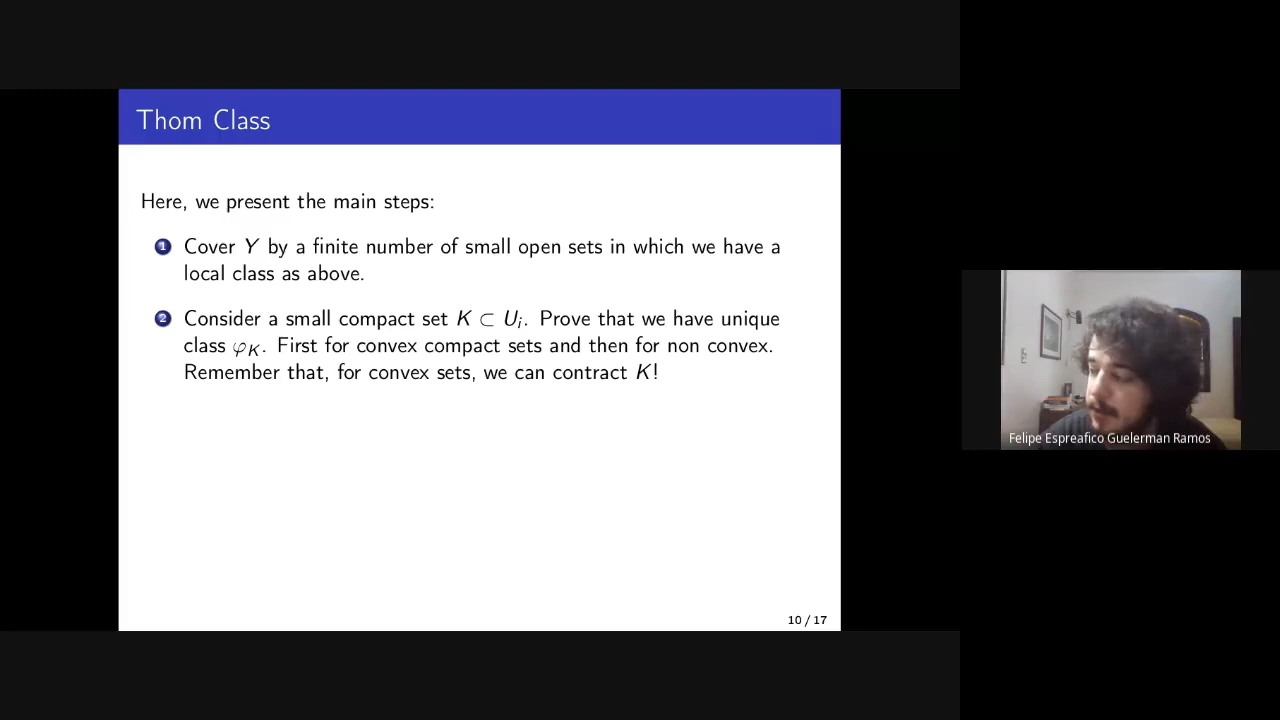 Thom Class
Here, we present the main steps:
1 Cover Y by a finite number of small open sets in which we have a
local class as above.
2 Consider a small compact set K ⊂ U_i. Prove that we have unique
class φ_K. First for convex compact sets and then for non convex.
Remember that, for convex sets, we can contract K!
10 / 17
Felipe Espreafico Guelerman Ramos